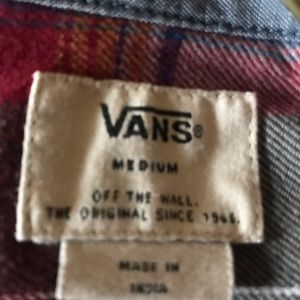 VANS®
MEDIUM
OFF THE WALL.
THE ORIGINAL SINCE 1966.
MADE IN
INDIA